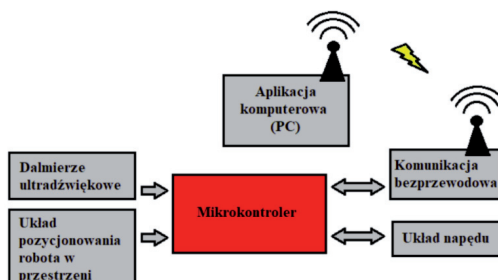 Aplikacja
komputerowa
(PC)
Dalmierze
ultradźwiękowe
Mikrokontroler
Komunikacja
bezprzewodowa
Układ
pozycjonowania
robota w
przestrzeni
Układ napędu